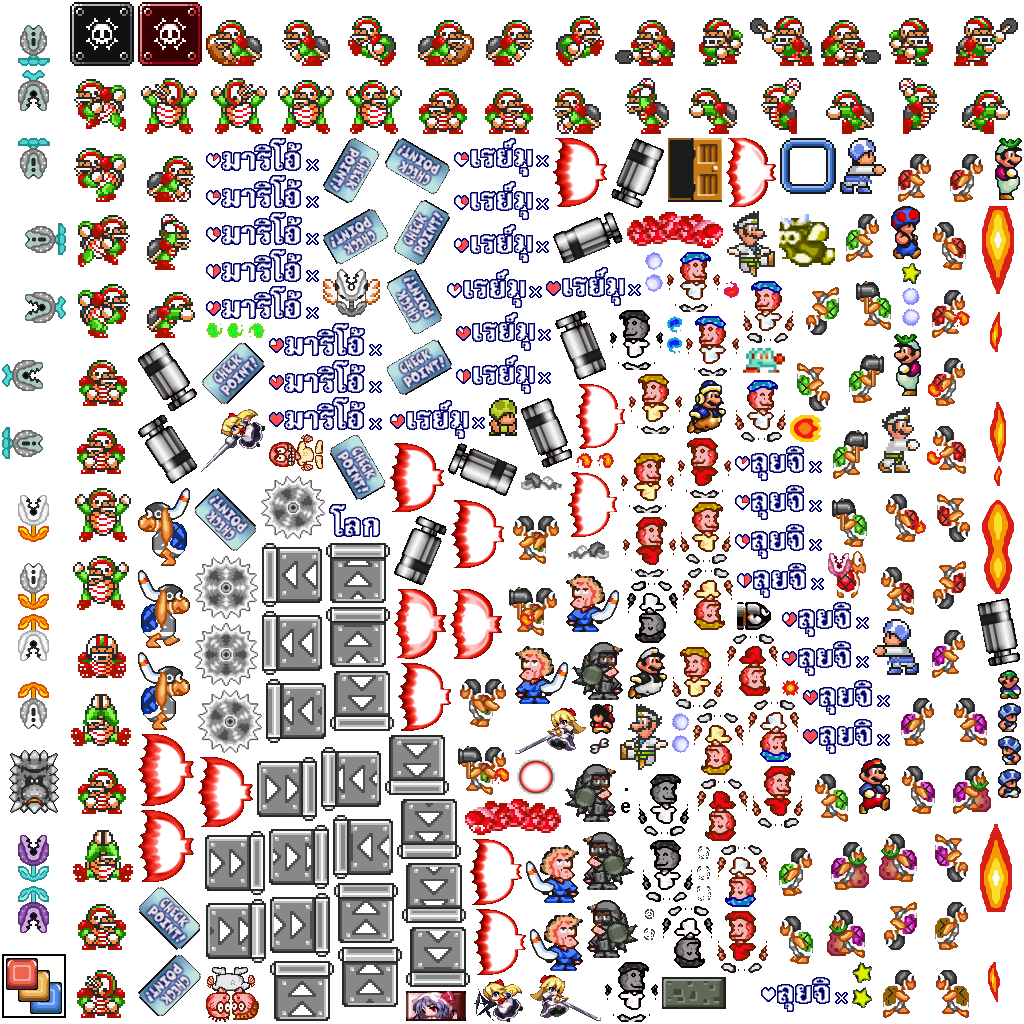 มาริโอ้ ×
CHECK
POINT!
CHECK
POINT!
เรย์มุ ×
มาริโอ้ ×
เรย์มุ ×
มาริโอ้ ×
CHECK
POINT!
CHECK
POINT!
เรย์มุ ×
มาริโอ้ ×
เรย์มุ ×
เรย์มุ ×
มาริโอ้ ×
CHECK
POINT!
เรย์มุ ×
มาริโอ้ ×
CHECK
POINT!
CHECK
POINT!
เรย์มุ ×
มาริโอ้ ×
มาริโอ้ ×
เรย์มุ ×
CHECK
POINT!
ลุยจิ ×
ลุยจิ ×
CHECK
POINT!
โลก
ลุยจิ ×
ลุยจิ ×
ลุยจิ ×
ลุยจิ ×
ลุยจิ ×
ลุยจิ ×
e
CHECK
POINT!
CHECK
POINT!
ลุยจิ ×